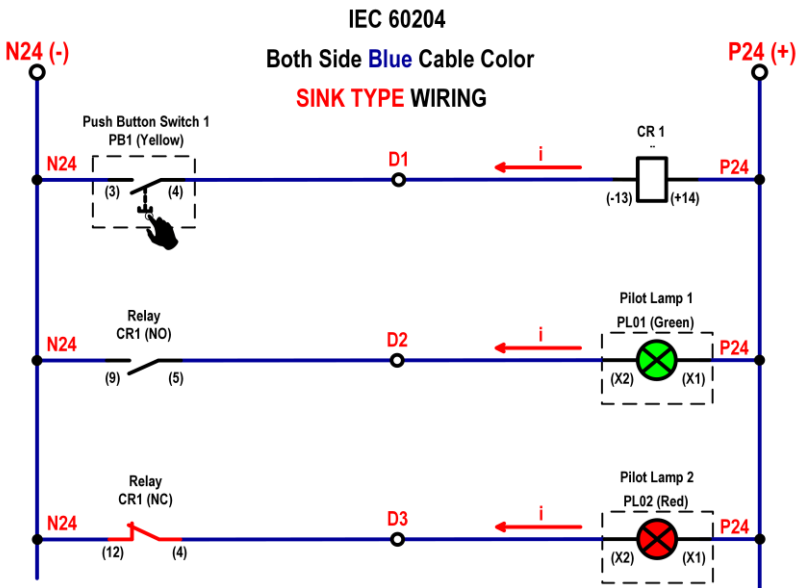 IEC 60204
N24 (-)
Both Side Blue Cable Color
P24 (+)
SINK TYPE WIRING
Push Button Switch 1
PB1 (Yellow)
CR 1
..
N24
D1
i
P24
(3)
(4)
(-13)
(+14)
Relay
CR1 (NO)
Pilot Lamp 1
PL01 (Green)
N24
D2
i
P24
(9)
(5)
(X2)
(X1)
Relay
CR1 (NC)
Pilot Lamp 2
PL02 (Red)
N24
D3
i
P24
(12)
(4)
(X2)
(X1)